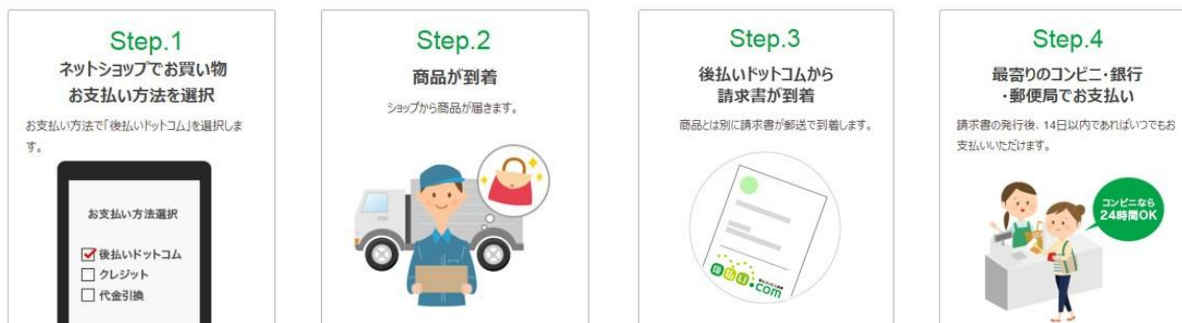 Step.1
ネットショップでお買い物
お支払い方法を選択
お支払い方法で「後払いドットコム」を選択しま
す。
お支払い方法選択
後払いドットコム
クレジット
代金引換
Step.2
商品が到着
ショップから商品が届きます。
Step.3
後払いドットコムから
請求書が到着
商品とは別に請求書が郵送で到着します。
後払い.com
Step.4
最寄りのコンビニ・銀行
・郵便局でお支払い
請求書の発行後、14日以内であればいつでもお
支払いいただけます。
コンビニなら
24時間OK